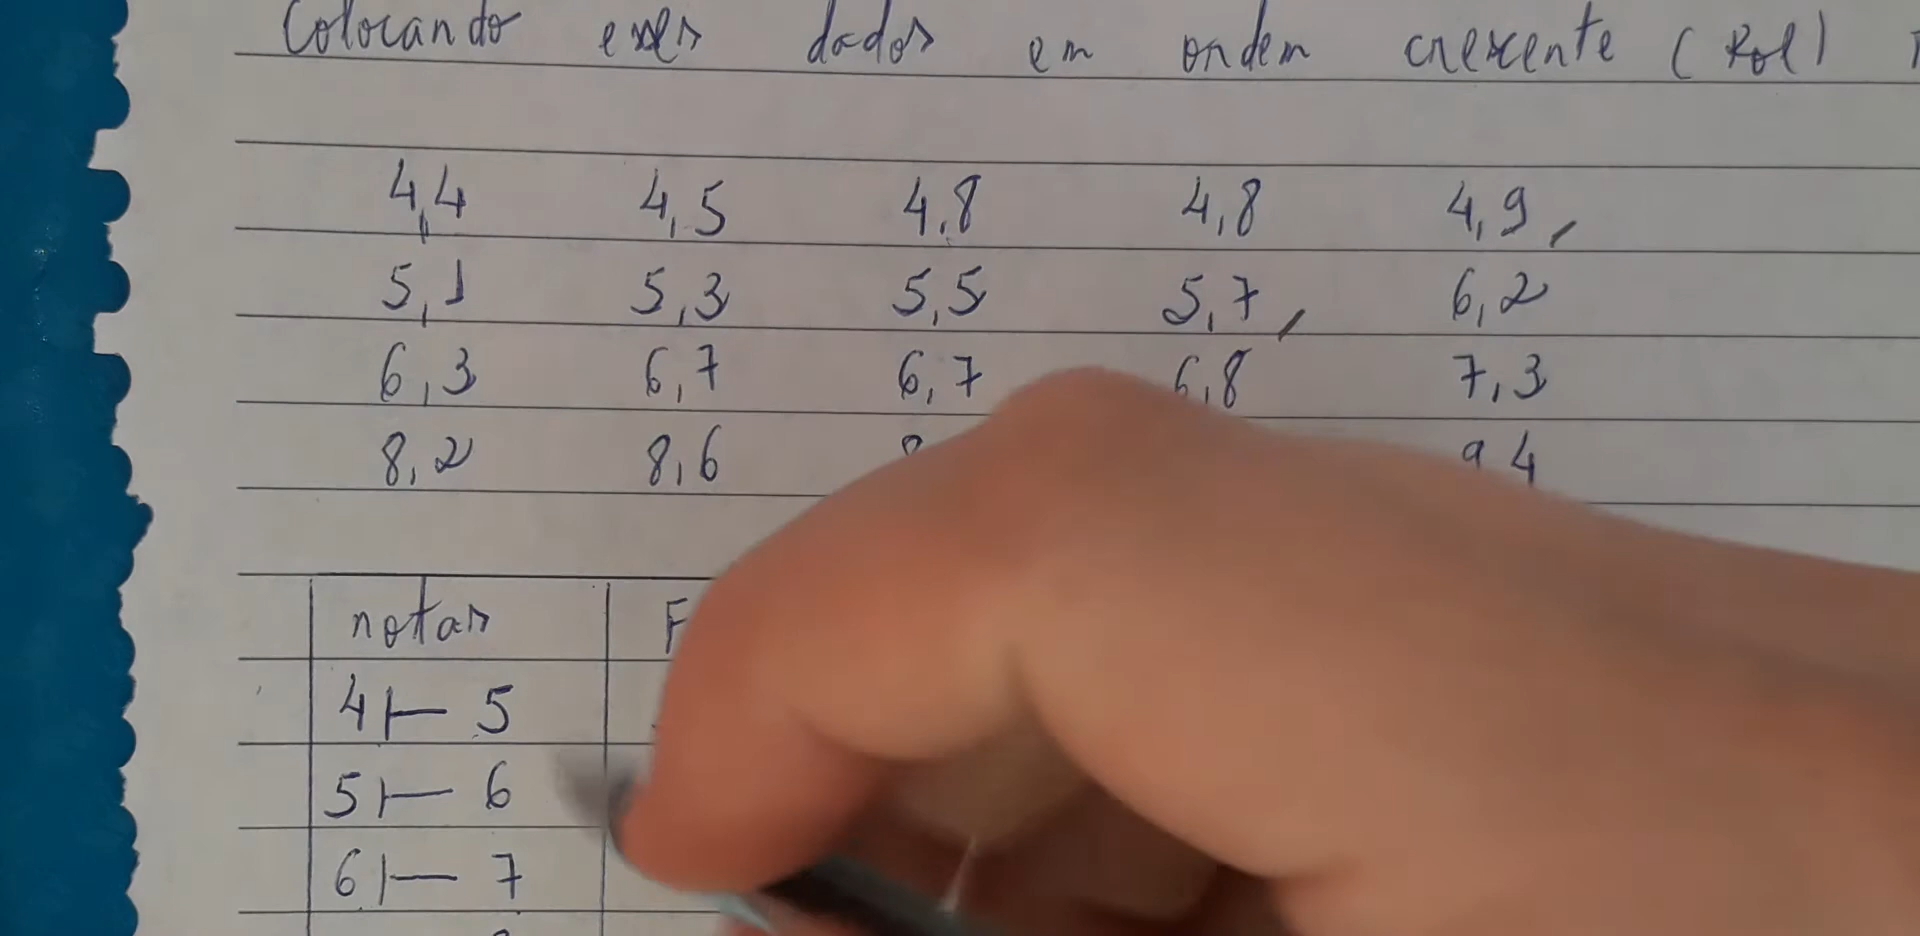 Colocando esses dados em ordem crescente (Rol)
4,4 4,5 4,8 4,8 4,9
5,1 5,3 5,5 5,7 6,2
6,3 6,7 6,7 6,8 7,3
8,2 8,6 9,4
notas
4 |— 5
5 |— 6
6 |— 7